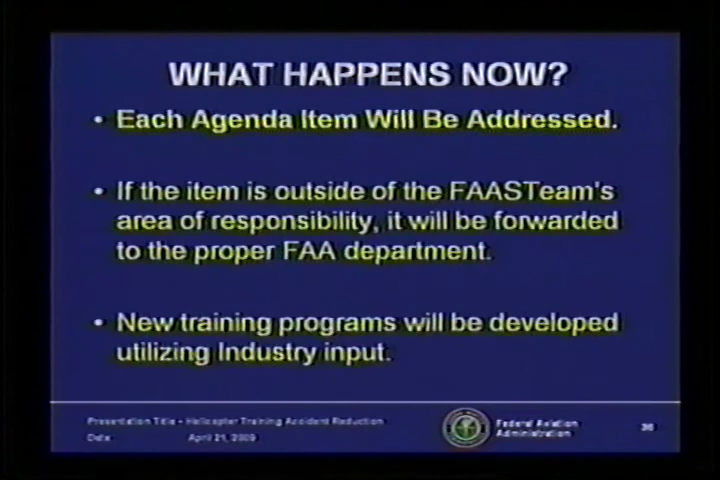 WHAT HAPPENS NOW?
• Each Agenda Item Will Be Addressed.
• If the item is outside of the FAASTeam's
area of responsibility, it will be forwarded
to the proper FAA department.
• New training programs will be developed
utilizing Industry input.
Presentation Title – Helicopter Training Accident Reduction
Date April 21, 2009
Federal Aviation
Administration
36